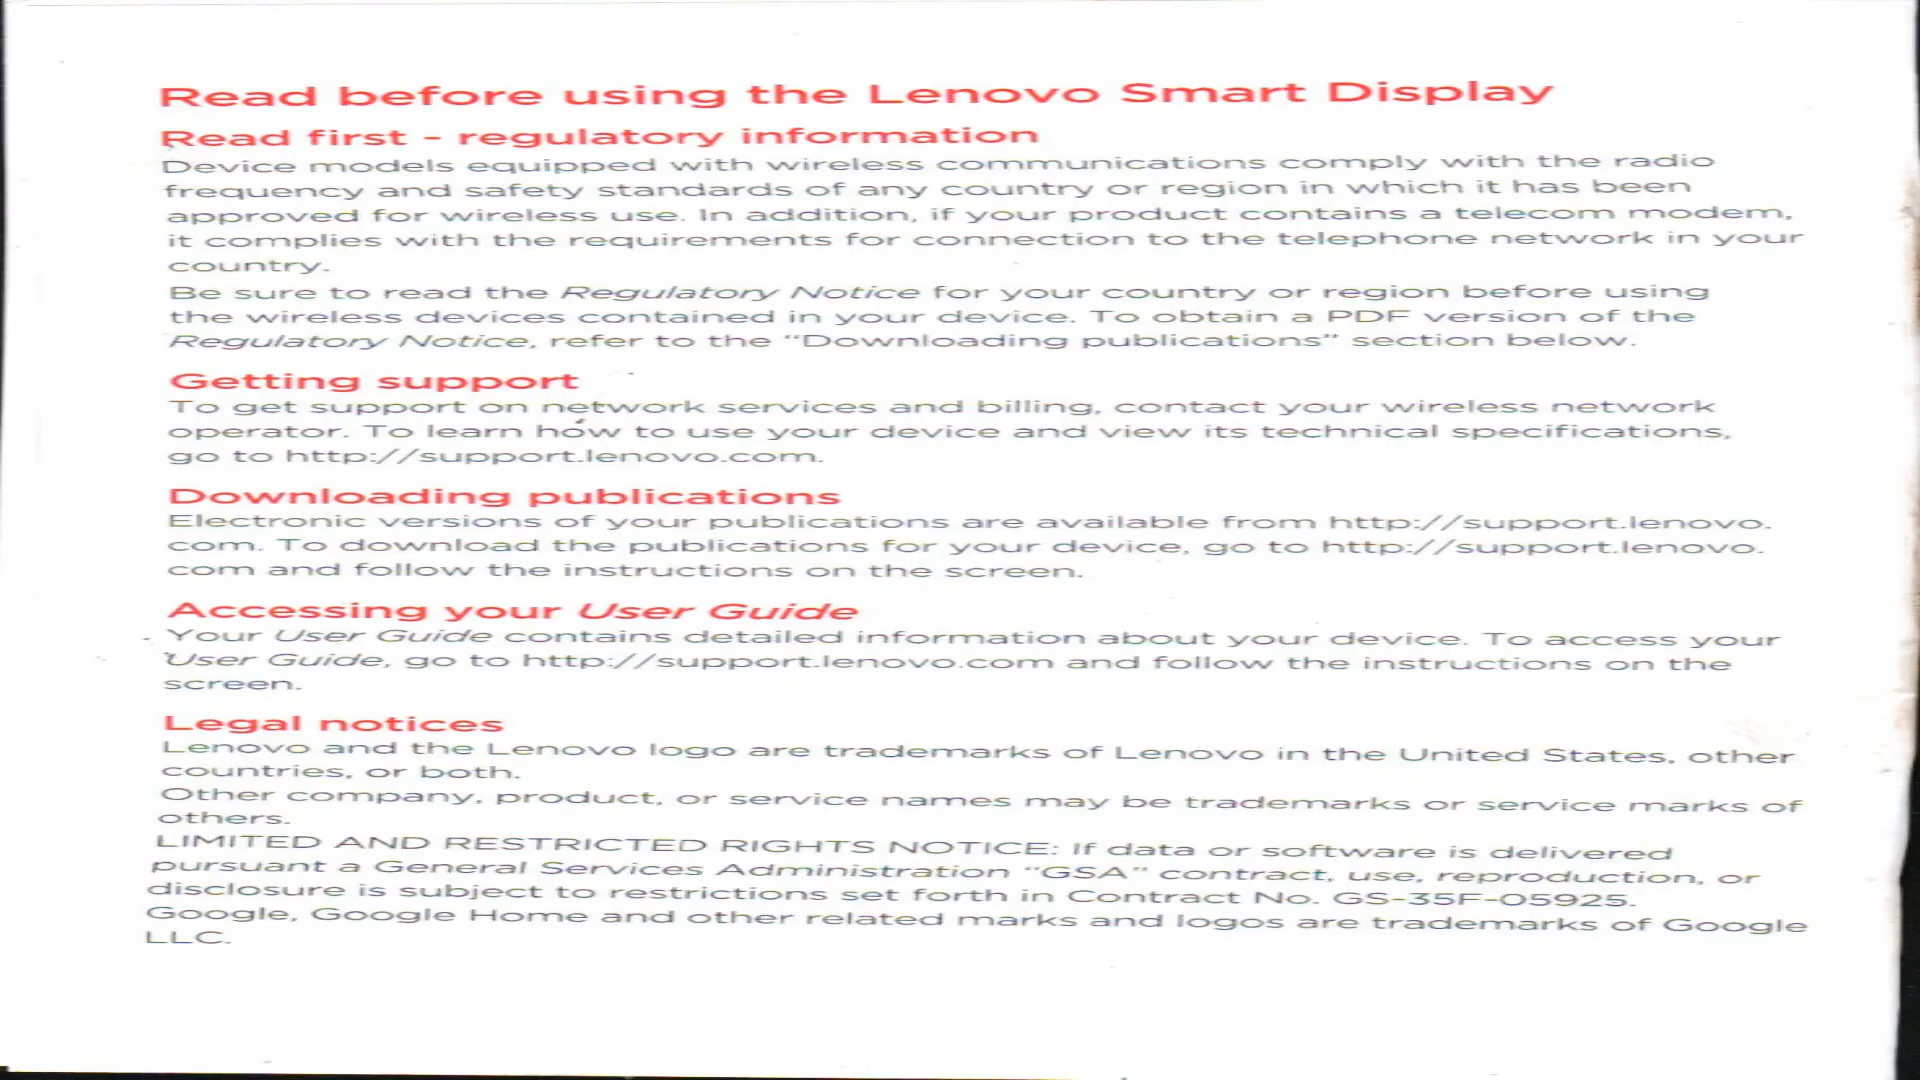 Read before using the Lenovo Smart Display
Read first - regulatory information
Device models equipped with wireless communications comply with the radio
frequency and safety standards of any country or region in which it has been
approved for wireless use. In addition, if your product contains a telecom modem,
it complies with the requirements for connection to the telephone network in your
country.
Be sure to read the Regulatory Notice for your country or region before using
the wireless devices contained in your device. To obtain a PDF version of the
Regulatory Notice, refer to the "Downloading publications" section below.
Getting support
To get support on network services and billing, contact your wireless network
operator. To learn how to use your device and view its technical specifications,
go to http://support.lenovo.com.
Downloading publications
Electronic versions of your publications are available from http://support.lenovo.
com. To download the publications for your device, go to http://support.lenovo.
com and follow the instructions on the screen.
Accessing your User Guide
Your User Guide contains detailed information about your device. To access your
User Guide, go to http://support.lenovo.com and follow the instructions on the
screen.
Legal notices
Lenovo and the Lenovo logo are trademarks of Lenovo in the United States, other
countries, or both.
Other company, product, or service names may be trademarks or service marks of
others.
LIMITED AND RESTRICTED RIGHTS NOTICE: If data or software is delivered
pursuant a General Services Administration "GSA" contract, use, reproduction, or
disclosure is subject to restrictions set forth in Contract No. GS-35F-05925.
Google, Google Home and other related marks and logos are trademarks of Google
LLC.